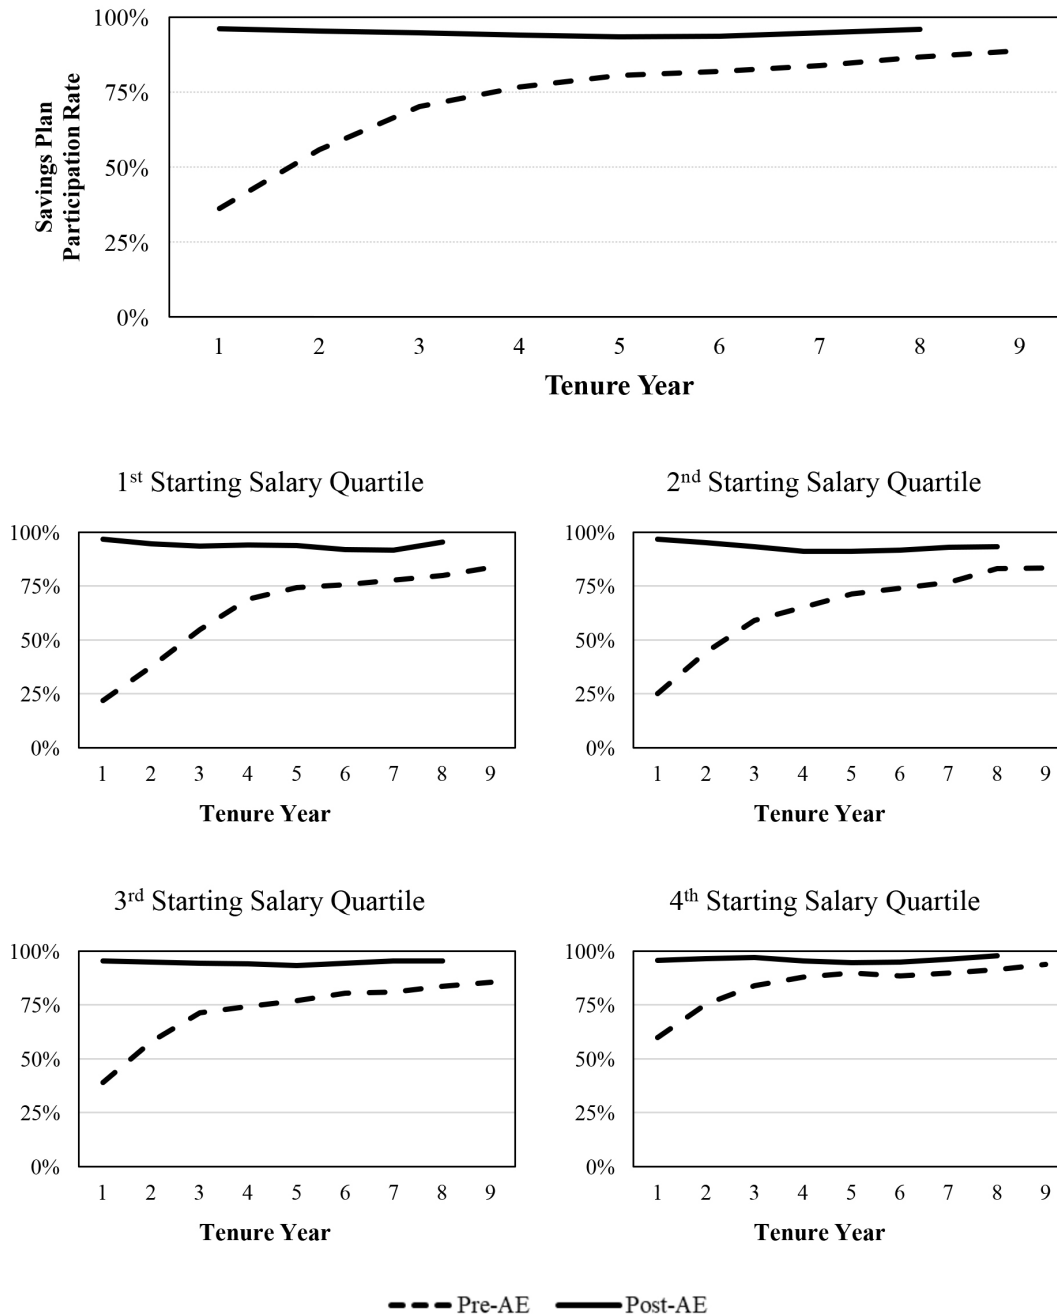 100%
75%
50%
25%
0%
Savings Plan
Participation Rate
1 2 3 4 5 6 7 8 9
Tenure Year
1st Starting Salary Quartile
100%
75%
50%
25%
0%
1 2 3 4 5 6 7 8 9
Tenure Year
2nd Starting Salary Quartile
100%
75%
50%
25%
0%
1 2 3 4 5 6 7 8 9
Tenure Year
3rd Starting Salary Quartile
100%
75%
50%
25%
0%
1 2 3 4 5 6 7 8 9
Tenure Year
4th Starting Salary Quartile
100%
75%
50%
25%
0%
1 2 3 4 5 6 7 8 9
Tenure Year
Pre-AE Post-AE